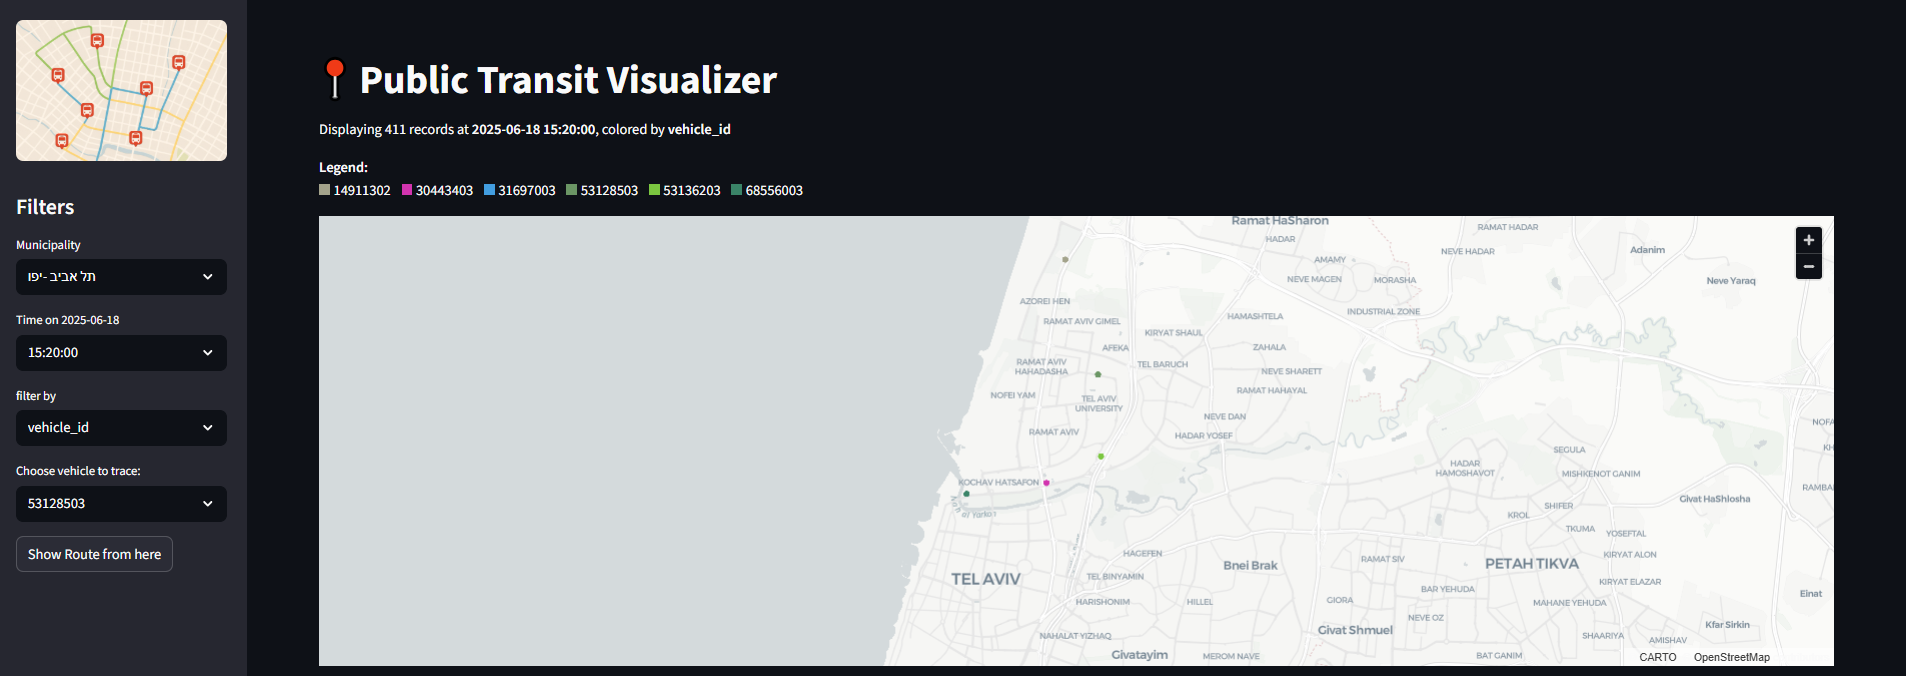 Filters
Municipality
תל אביב -יפו
Time on 2025-06-18
15:20:00
filter by
vehicle_id
Choose vehicle to trace:
53128503
Show Route from here
Public Transit Visualizer
Displaying 411 records at 2025-06-18 15:20:00, colored by vehicle_id
Legend:
14911302 30443403 31697003 53128503 53136203 68556003
Ramat HaSharon
RAMAT HADAR
HADAR
NEVE HADAR
Adanim
AMAMY
NEVE MAGEN
MORASHA
Neve Yaraq
AZOREI HEN
INDUSTRIAL ZONE
HAMASHTELA
RAMAT AVIV GIMEL
KIRYAT SHAUL
AFEKA
ZAHALA
RAMAT AVIV
HAHADASHA
TEL BARUCH
NEVE SHARETT
NOFEI YAM
RAMAT HAHAYAL
TEL AVIV
UNIVERSITY
NEVE DAN
NOFA
RAMAT AVIV
HADAR YOSEF
KH
SEGULA
HADAR
HAMOSHAVOT
MISHKENOT GANIM
KOCHAV HATSAFON
RAMBA
Givat HaShlosha
SHIFER
KROL
TKUMA
YOSEFTAL
HAGEFEN
KIRYAT ALON
RAMAT SIV
PETAH TIKVA
Bnei Brak
TEL AVIV
TEL BINYAMIN
KIRYAT ELAZAR
BAR YEHUDA
Einat
HARISHONIM
HILLEL
GIORA
MAHANE YEHUDA
NEVE OZ
Kfar Sirkin
Givat Shmuel
NAHALAT YIZHAQ
SHAARIYA
AMISHAV
Givatayim
MEROM NAVE
BAT GANIM
CARTO OpenStreetMap